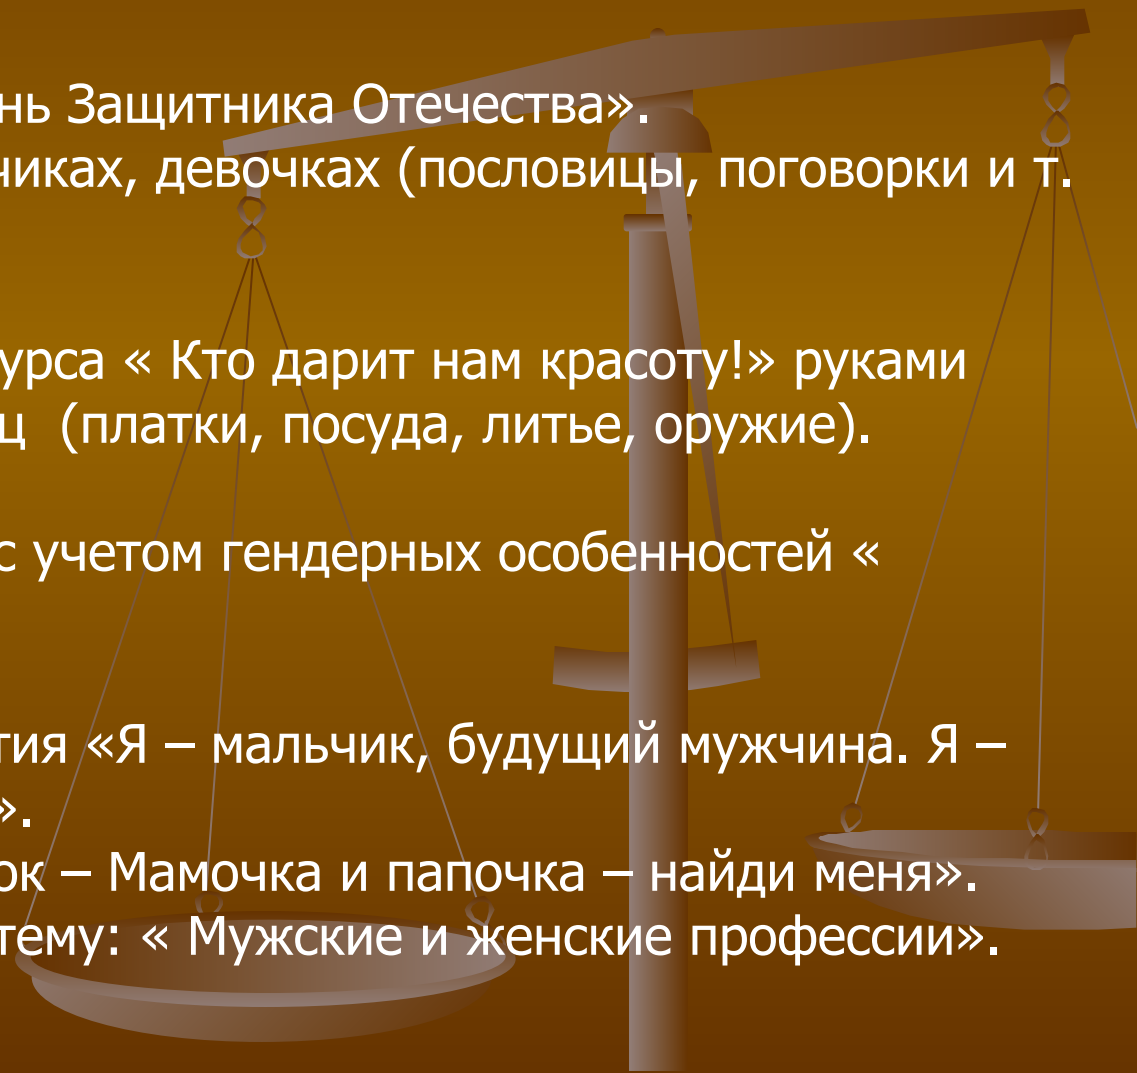 нь Защитника Отечества».
чиках, девочках (пословицы, поговорки и т.
урса « Кто дарит нам красоту!» руками
ц (платки, посуда, литье, оружие).
с учетом гендерных особенностей «
тия «Я – мальчик, будущий мужчина. Я –
».
ок – Мамочка и папочка – найди меня».
тему: « Мужские и женские профессии».